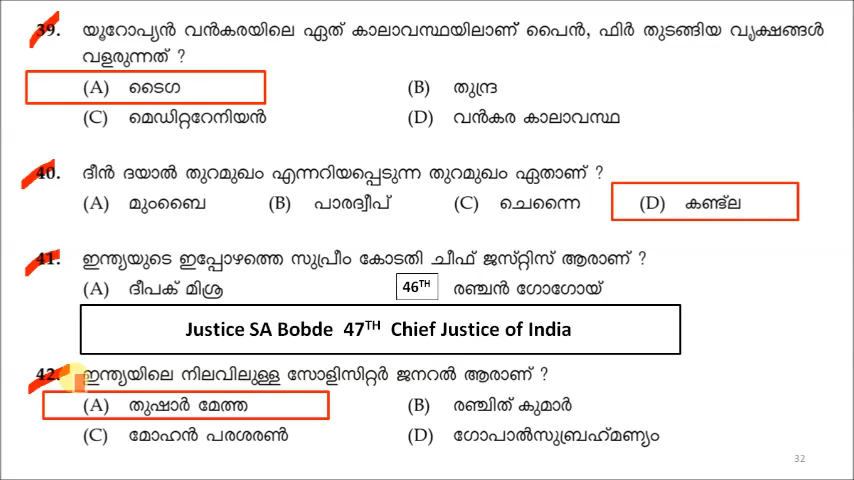 39. യൂറോപ്യൻ വൻകരയിലെ ഏത് കാലാവസ്ഥയിലാണ് പൈൻ, ഫിർ തുടങ്ങിയ വൃക്ഷങ്ങൾ
വളരുന്നത് ?
(A) ടൈഗ (B) തുന്ദ്ര
(C) മെഡിറ്ററേനിയൻ (D) വൻകര കാലാവസ്ഥ
40. ദീൻ ദയാൽ തുറമുഖം എന്നറിയപ്പെടുന്ന തുറമുഖം ഏതാണ് ?
(A) മുംബൈ (B) പാരദ്വീപ് (C) ചെന്നൈ (D) കണ്ട്ല
41. ഇന്ത്യയുടെ ഇപ്പോഴത്തെ സുപ്രീം കോടതി ചീഫ് ജസ്റ്റിസ് ആരാണ് ?
(A) ദീപക് മിശ്ര 46TH രഞ്ചൻ ഗോഗോയ്
Justice SA Bobde 47TH Chief Justice of India
42. ഇന്ത്യയിലെ നിലവിലുള്ള സോളിസിറ്റർ ജനറൽ ആരാണ് ?
(A) തുഷാർ മേത്ത (B) രഞ്ചിത് കുമാർ
(C) മോഹൻ പരശരൺ (D) ഗോപാൽസുബ്രഹ്മണ്യം
32